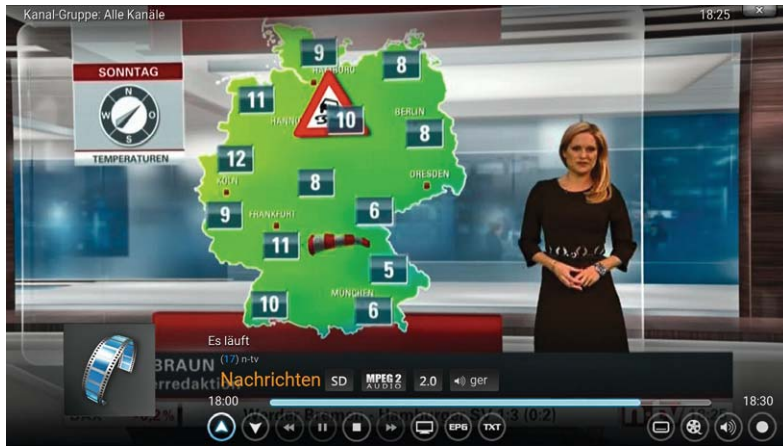 Kanal-Gruppe: Alle Kanäle
18:25
SONNTAG
N
W O
S
TEMPERATUREN
9
8
11
HANN
10
BERLIN
8
12
KÖLN
8
DRESDEN
6
9
FRANKFURT
11
5
MÜNCHEN
10
6
Es läuft
(17) n-tv
BRAUN
erredaktion
Nachrichten SD MPEG 2 AUDIO 2.0 ger
18:00
18:30
EPG TXT